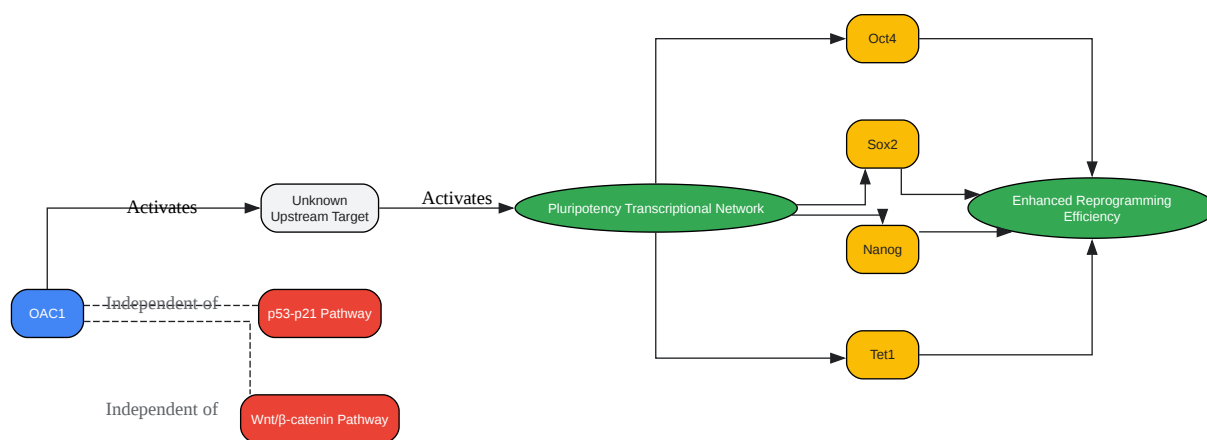 Oct4
Sox2
Activates
Unknown
Upstream Target
Activates
Pluripotency Transcriptional Network
Enhanced Reprogramming
Efficiency
Nanog
OAC1
Independent of
p53-p21 Pathway
Tet1
Independent of
Wnt/β-catenin Pathway